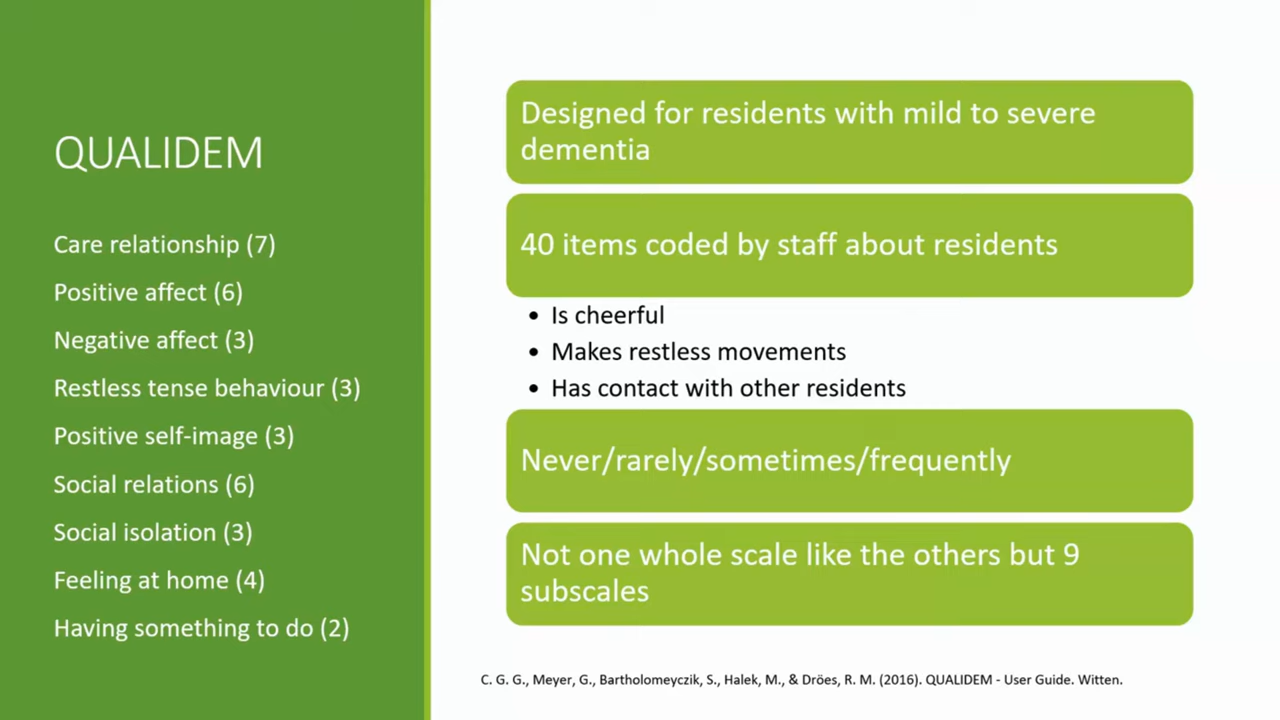 QUALIDEM
Care relationship (7)
Positive affect (6)
Negative affect (3)
Restless tense behaviour (3)
Positive self-image (3)
Social relations (6)
Social isolation (3)
Feeling at home (4)
Having something to do (2)
Designed for residents with mild to severe
dementia
40 items coded by staff about residents
• Is cheerful
• Makes restless movements
• Has contact with other residents
Never/rarely/sometimes/frequently
Not one whole scale like the others but 9
subscales
C. G. G., Meyer, G., Bartholomeyczik, S., Halek, M., & Dröes, R. M. (2016). QUALIDEM - User Guide. Witten.